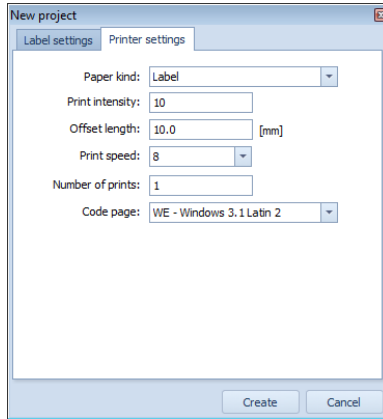 New project
Label settings Printer settings
Paper kind: Label
Print intensity: 10
Offset length: 10.0 [mm]
Print speed: 8
Number of prints: 1
Code page: WE - Windows 3.1 Latin 2
Create Cancel